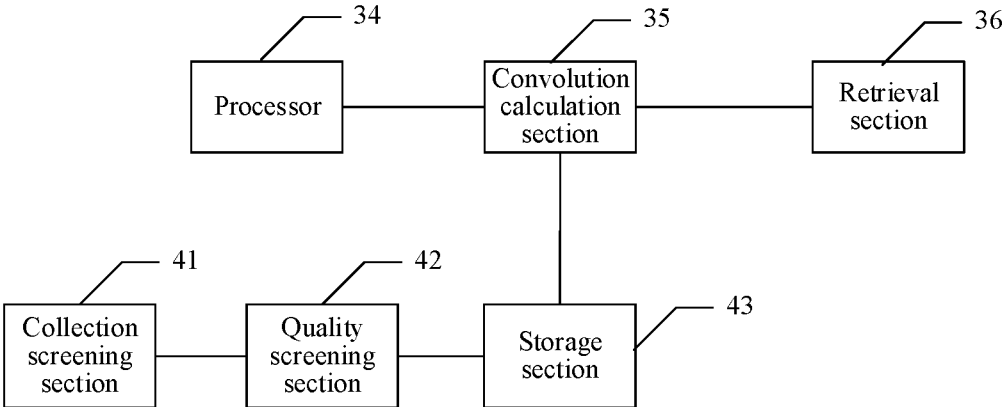 34
35
36
Processor
Convolution
calculation
section
Retrieval
section
41
42
43
Collection
screening
section
Quality
screening
section
Storage
section